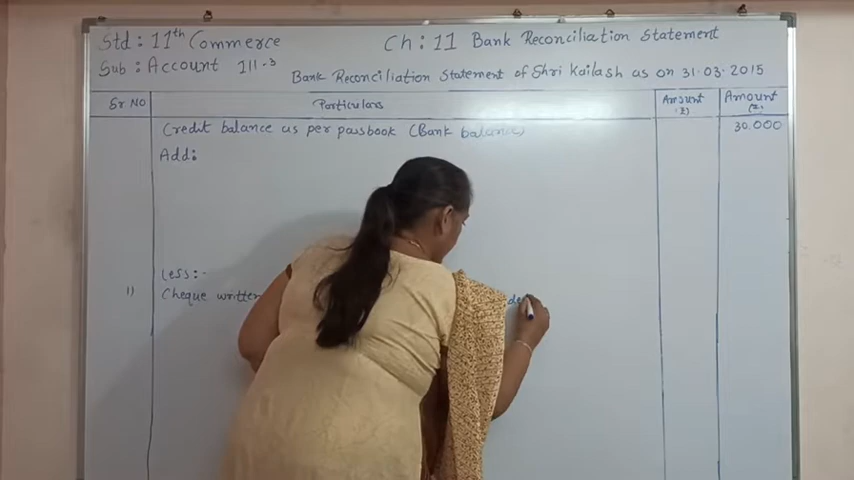 Std : 11th Commerce
Ch : 11 Bank Reconciliation Statement
Sub : Account 111-3
Bank Reconciliation Statement of Shri Kailash as on 31.03.2015
Sr No Particulars Amount (₹) Amount (₹)
Credit balance as per passbook (Bank balance) 30.000
Add:
Less:-
1) Cheque written de